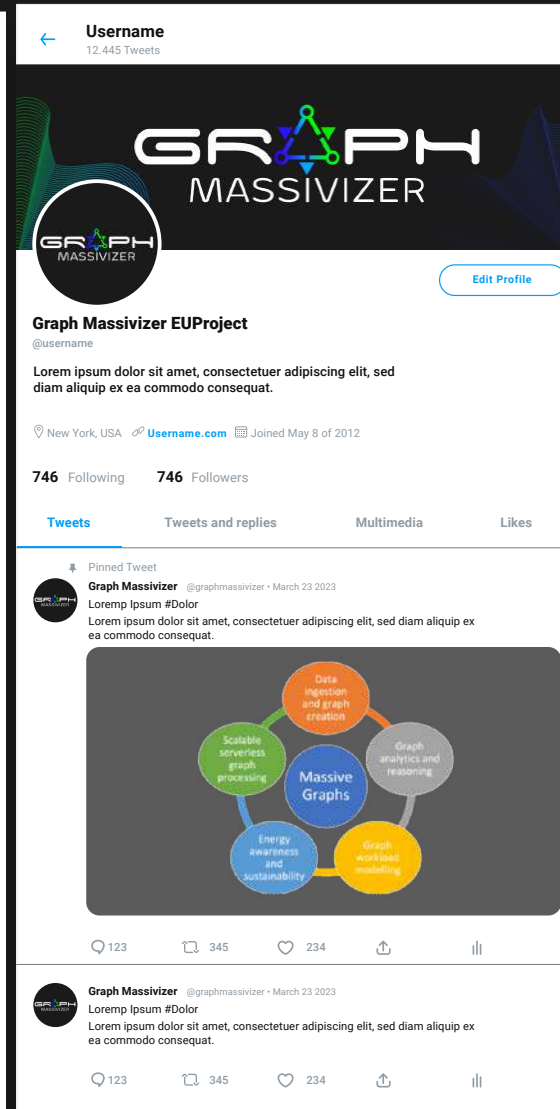 Username
12.445 Tweets
GRAPH
MASSIVIZER
GRAPH
MASSIVIZER
Edit Profile
Graph Massivizer EUProject
@username
Lorem ipsum dolor sit amet, consectetuer adipiscing elit, sed
diam aliquip ex ea commodo consequat.
New York, USA Username.com Joined May 8 of 2012
746 Following 746 Followers
Tweets Tweets and replies Multimedia Likes
Pinned Tweet
Graph Massivizer @graphmassivizer • March 23 2023
GRAPH
MASSIVIZER
Loremp Ipsum #Dolor
Lorem ipsum dolor sit amet, consectetuer adipiscing elit, sed diam aliquip ex
ea commodo consequat.
Data
ingestion
and graph
creation
Scalable
serverless
graph
processing
Graph
analytics and
reasoning
Massive
Graphs
Energy
awareness
and
sustainability
Graph
workload
modelling
123 345 234
Graph Massivizer @graphmassivizer • March 23 2023
GRAPH
MASSIVIZER
Loremp Ipsum #Dolor
Lorem ipsum dolor sit amet, consectetuer adipiscing elit, sed diam aliquip ex
ea commodo consequat.
123 345 234